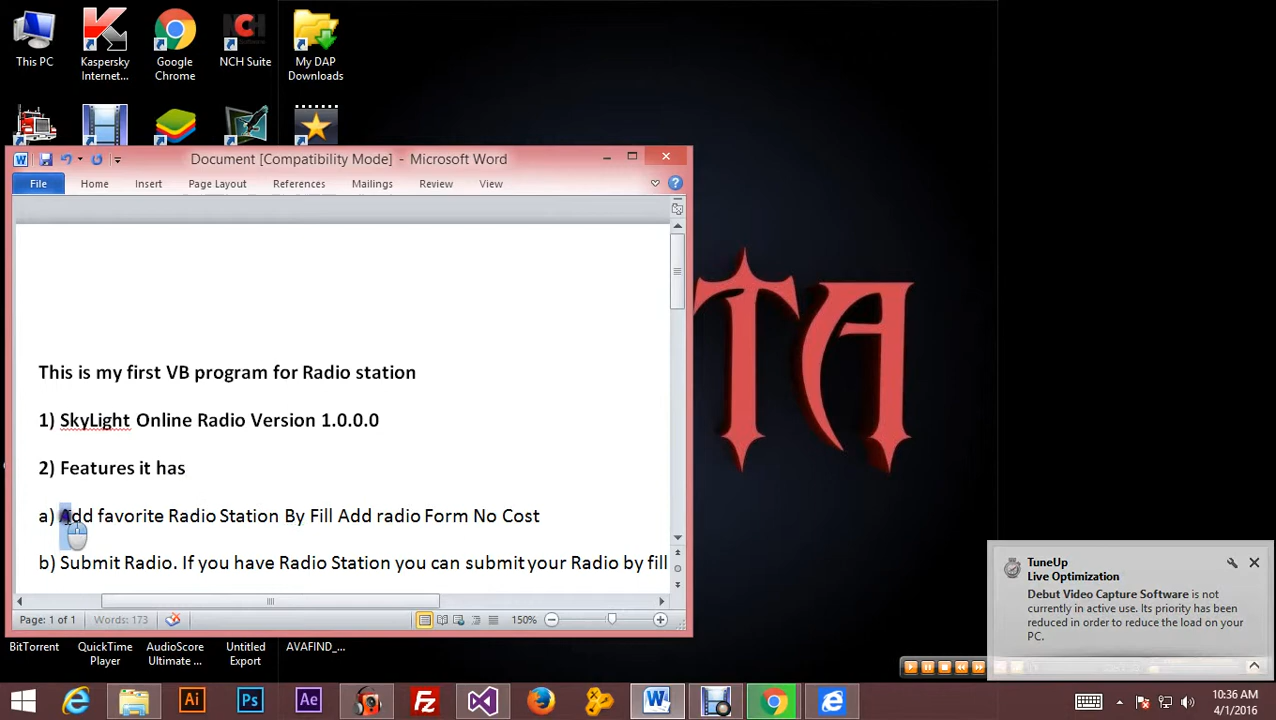 This PC
Kaspersky
Internet...
Google
Chrome
NCH
NCH Suite
My DAP
Downloads
Document [Compatibility Mode] - Microsoft Word
File
Home
Insert
Page Layout
References
Mailings
Review
View
TA
This is my first VB program for Radio station
1) SkyLight Online Radio Version 1.0.0.0
2) Features it has
a) Add favorite Radio Station By Fill Add radio Form No Cost
b) Submit Radio. If you have Radio Station you can submit your Radio by fill
Page: 1 of 1
Words: 173
150%
TuneUp
Live Optimization
Debut Video Capture Software is not
currently in active use. Its priority has been
reduced in order to reduce the load on your
PC.
BitTorrent
QuickTime
Player
AudioScore
Ultimate ...
Untitled
Export
AVAFIND_...
Ai
Ps
Ae
Fz
W
10:36 AM
4/1/2016